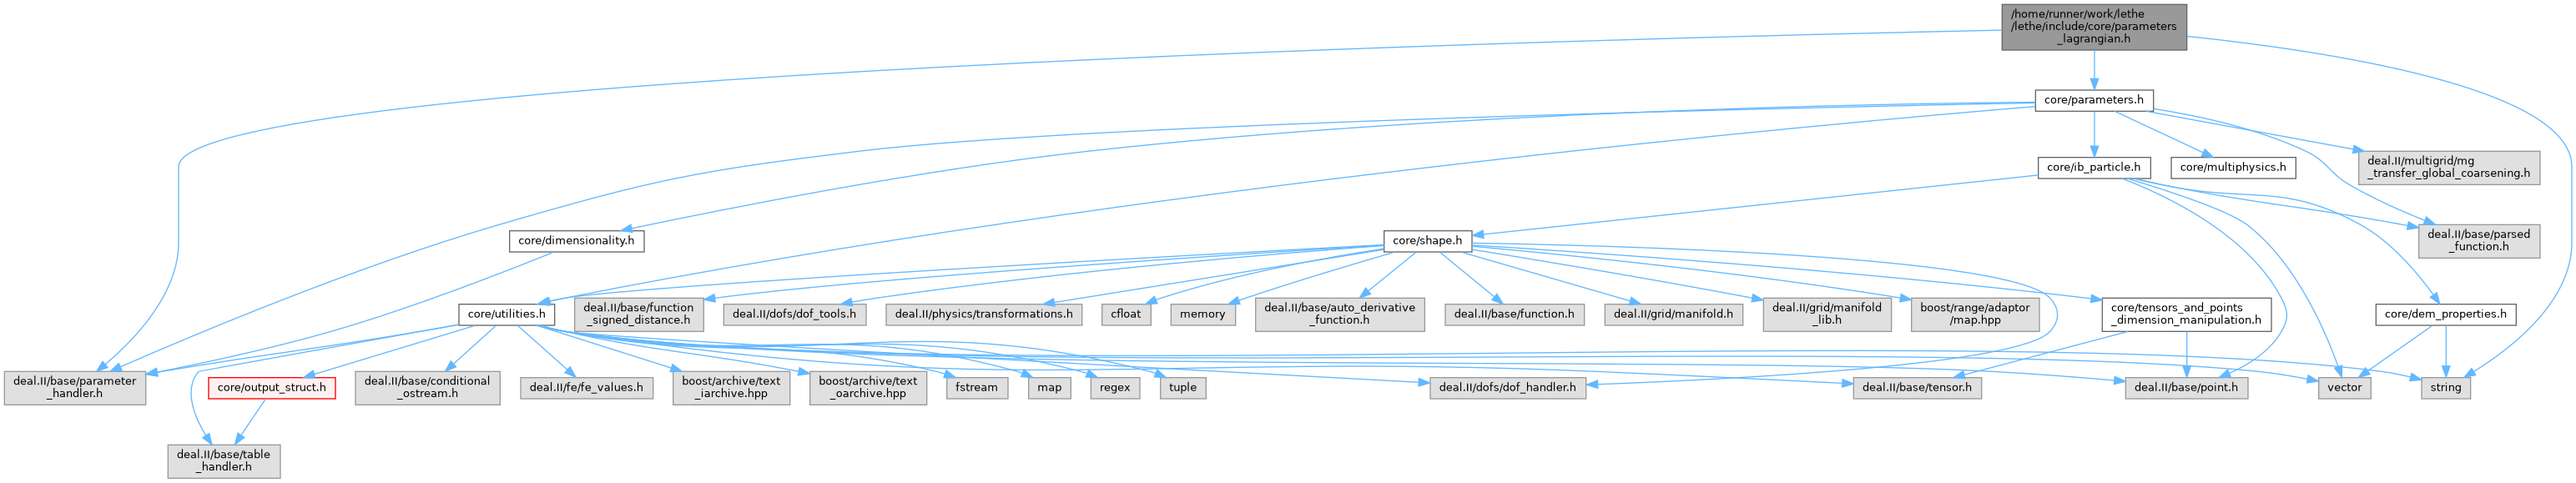 /home/runner/work/lethe
/lethe/include/core/parameters
_lagrangian.h
core/parameters.h
core/ib_particle.h
core/multiphysics.h
deal.II/multigrid/mg
_transfer_global_coarsening.h
core/dimensionality.h
core/shape.h
deal.II/base/parsed
_function.h
core/utilities.h
deal.II/base/function
_signed_distance.h
deal.II/dofs/dof_tools.h
deal.II/physics/transformations.h
cfloat
memory
deal.II/base/auto_derivative
_function.h
deal.II/base/function.h
deal.II/grid/manifold.h
deal.II/grid/manifold
_lib.h
boost/range/adaptor
/map.hpp
core/tensors_and_points
_dimension_manipulation.h
core/dem_properties.h
deal.II/base/parameter
_handler.h
core/output_struct.h
deal.II/base/conditional
_ostream.h
deal.II/fe/fe_values.h
boost/archive/text
_iarchive.hpp
boost/archive/text
_oarchive.hpp
fstream
map
regex
tuple
deal.II/dofs/dof_handler.h
deal.II/base/tensor.h
deal.II/base/point.h
vector
string
deal.II/base/table
_handler.h